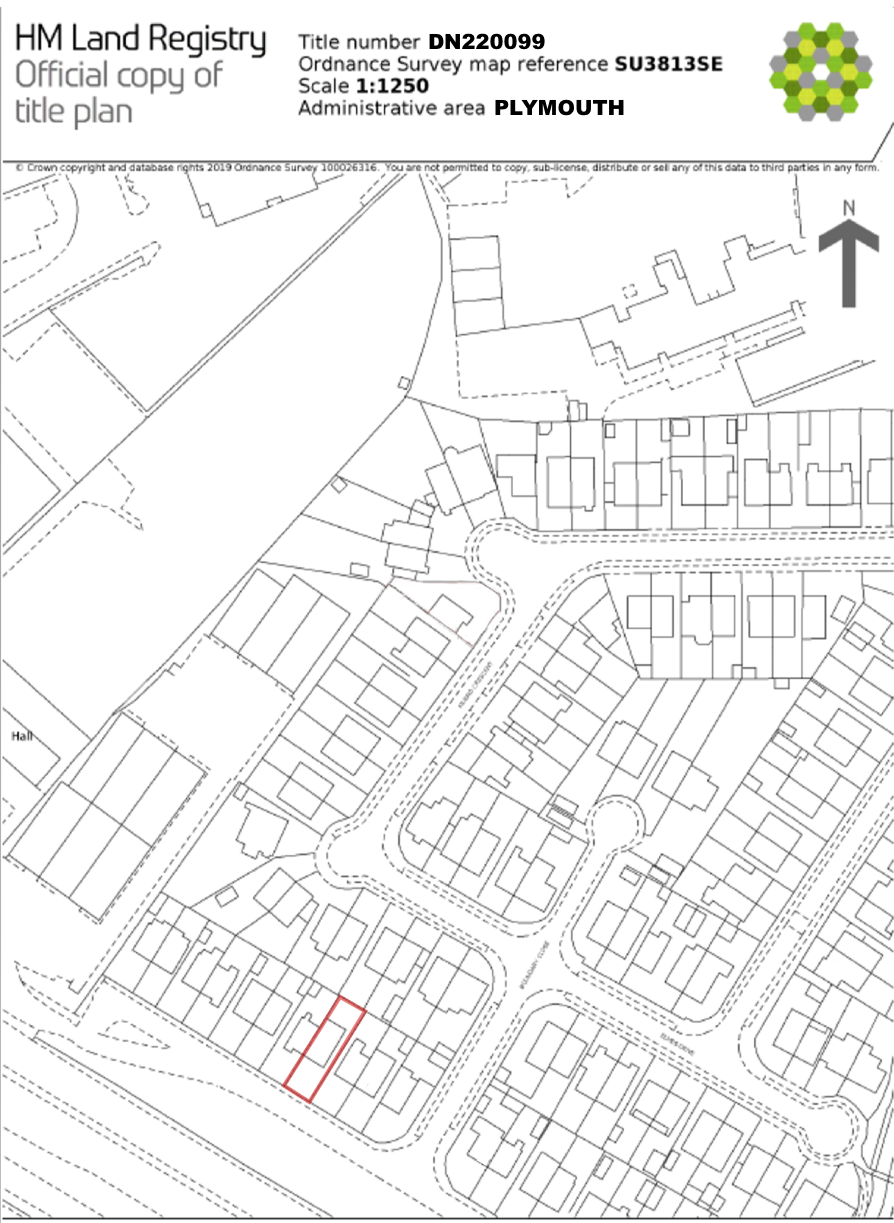 HM Land Registry
Official copy of
title plan
Title number DN220099
Ordnance Survey map reference SU3813SE
Scale 1:1250
Administrative area PLYMOUTH
© Crown copyright and database rights 2019 Ordnance Survey 100026316. You are not permitted to copy, sub-license, distribute or sell any of this data to third parties in any form.
N
Hall
BOUNDARY CLOSE